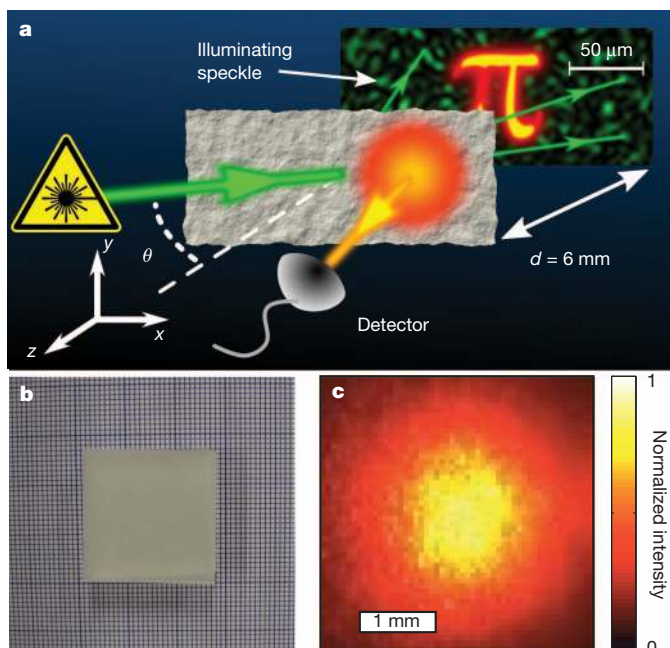 a
Illuminating
speckle
50 μm
π
θ
y
x
z
d = 6 mm
Detector
b
c
1 mm
1
Normalized intensity
0